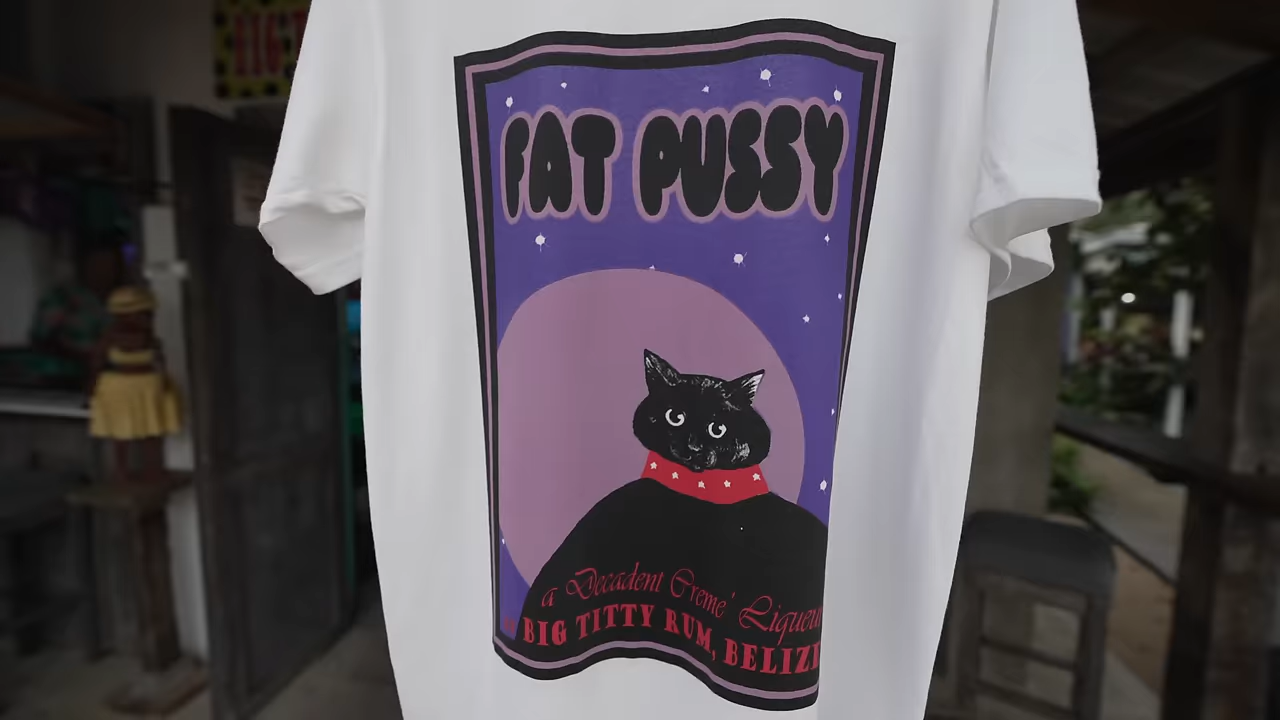 FAT PUSSY
a Decadent Creme' Liqueur
BIG TITTY RUM, BELIZE